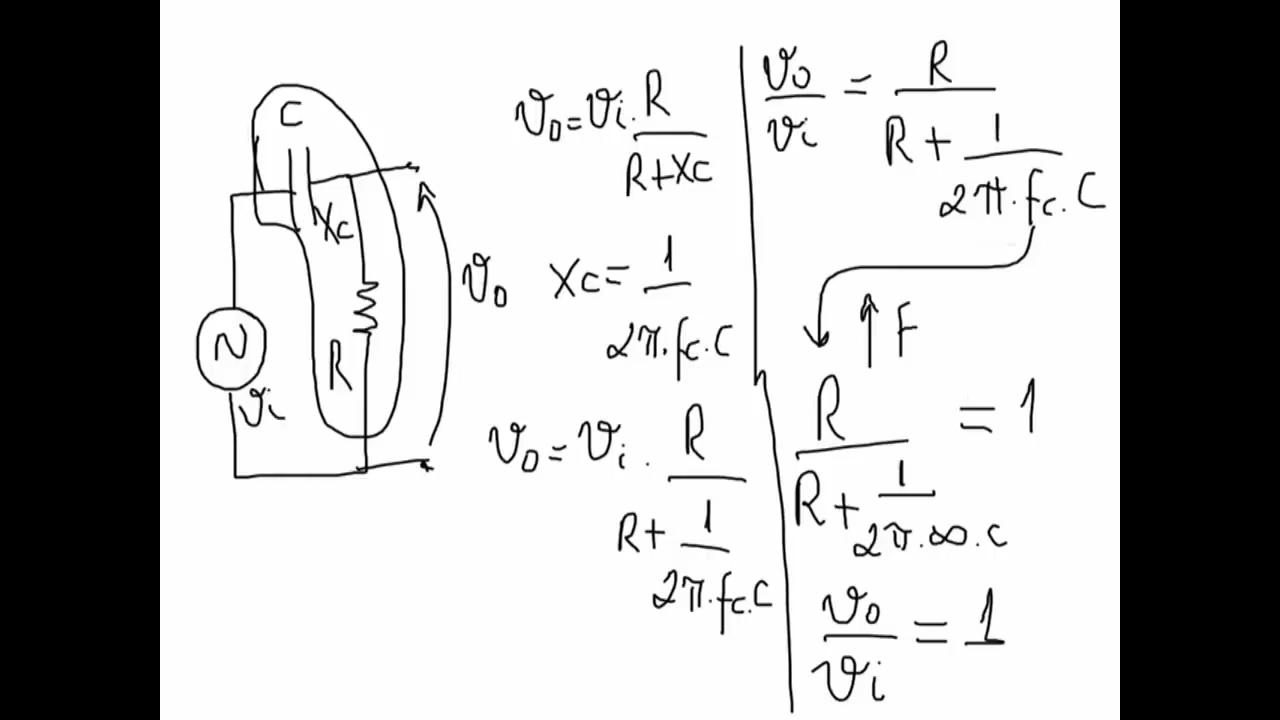 C
Xc
N
vi
R
v₀
v₀ = vi . R / (R + Xc)
Xc = 1 / (2π . fc . C)
v₀ = vi . R / (R + 1 / (2π . fc . C))
v₀ / vi = R / (R + 1 / (2π . fc . C))
↑ F
R / (R + 1 / (2π . ∞ . c)) = 1
v₀ / vi = 1